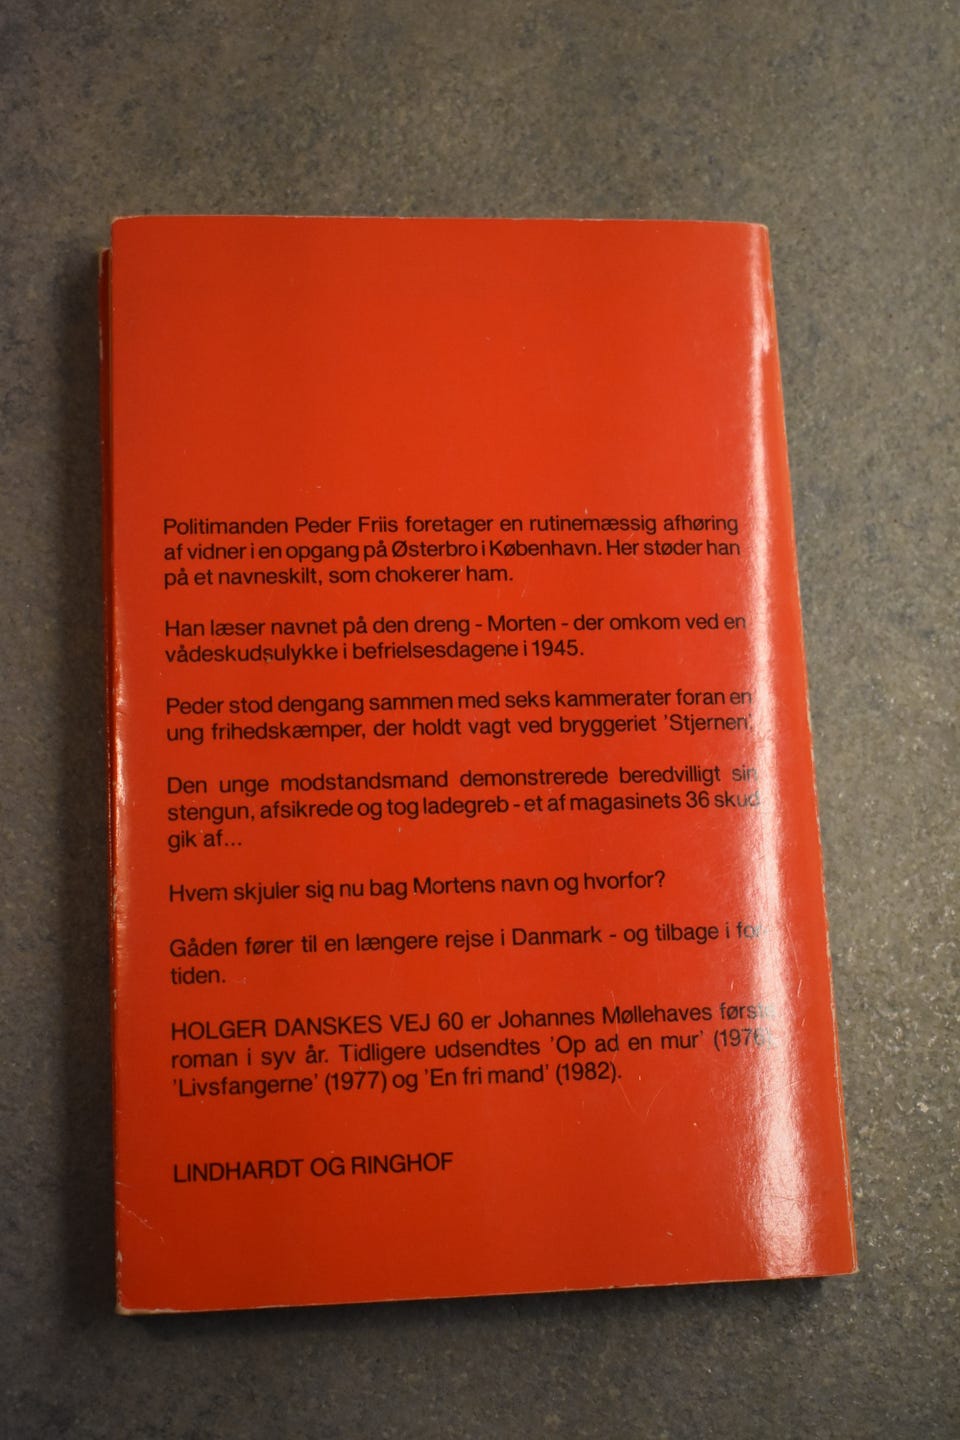 Politimanden Peder Friis foretager en rutinemæssig afhøring
af vidner i en opgang på Østerbro i København. Her støder han
på et navneskilt, som chokerer ham.
Han læser navnet på den dreng - Morten - der omkom ved en
vådeskudsulykke i befrielsesdagene i 1945.
Peder stod dengang sammen med seks kammerater foran en
ung frihedskæmper, der holdt vagt ved bryggeriet 'Stjernen'.
Den unge modstandsmand demonstrerede beredvilligt sin
stengun, afsikrede og tog ladegreb - et af magasinets 36 skud
gik af...
Hvem skjuler sig nu bag Mortens navn og hvorfor?
Gåden fører til en længere rejse i Danmark - og tilbage i for-
tiden.
HOLGER DANSKES VEJ 60 er Johannes Møllehaves første
roman i syv år. Tidligere udsendtes 'Op ad en mur' (1976),
'Livsfangerne' (1977) og 'En fri mand' (1982).
LINDHARDT OG RINGHOF